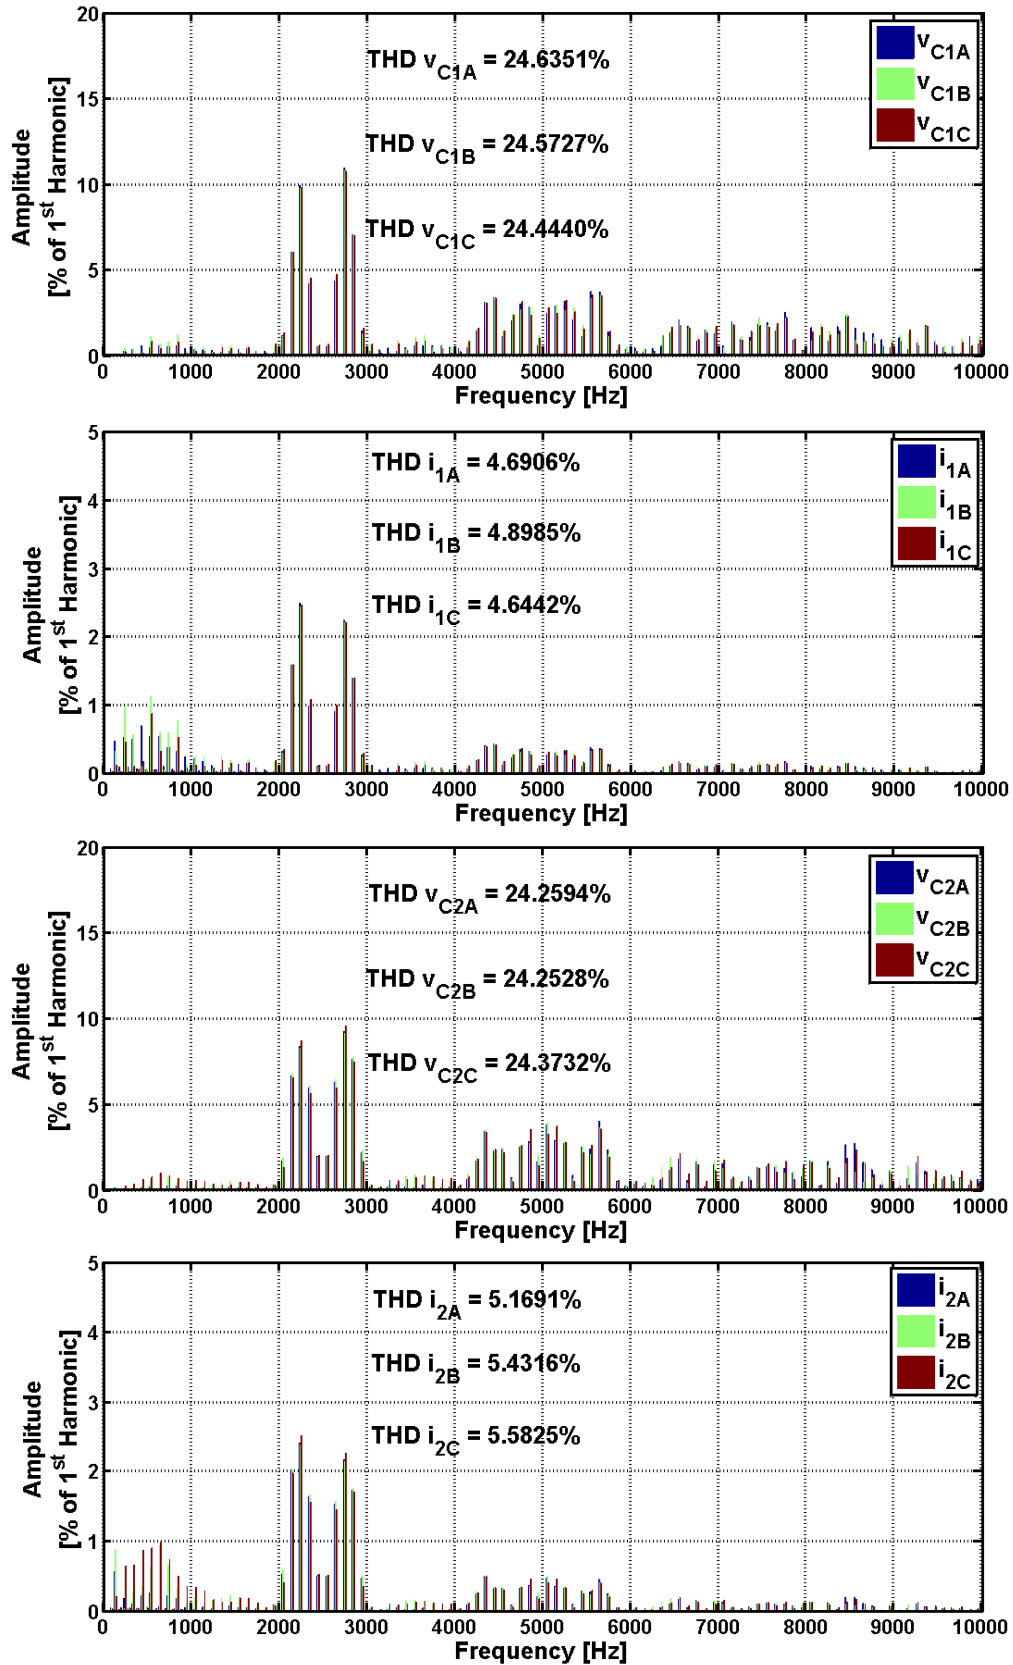 20
15
10
5
0
Amplitude
[% of 1st Harmonic]
THD vC1A = 24.6351%
THD vC1B = 24.5727%
THD vC1C = 24.4440%
vC1A
vC1B
vC1C
0 1000 2000 3000 4000 5000 6000 7000 8000 9000 10000
Frequency [Hz]
5
4
3
2
1
0
Amplitude
[% of 1st Harmonic]
THD i1A = 4.6906%
THD i1B = 4.8985%
THD i1C = 4.6442%
i1A
i1B
i1C
0 1000 2000 3000 4000 5000 6000 7000 8000 9000 10000
Frequency [Hz]
20
15
10
5
0
Amplitude
[% of 1st Harmonic]
THD vC2A = 24.2594%
THD vC2B = 24.2528%
THD vC2C = 24.3732%
vC2A
vC2B
vC2C
0 1000 2000 3000 4000 5000 6000 7000 8000 9000 10000
Frequency [Hz]
5
4
3
2
1
0
Amplitude
[% of 1st Harmonic]
THD i2A = 5.1691%
THD i2B = 5.4316%
THD i2C = 5.5825%
i2A
i2B
i2C
0 1000 2000 3000 4000 5000 6000 7000 8000 9000 10000
Frequency [Hz]